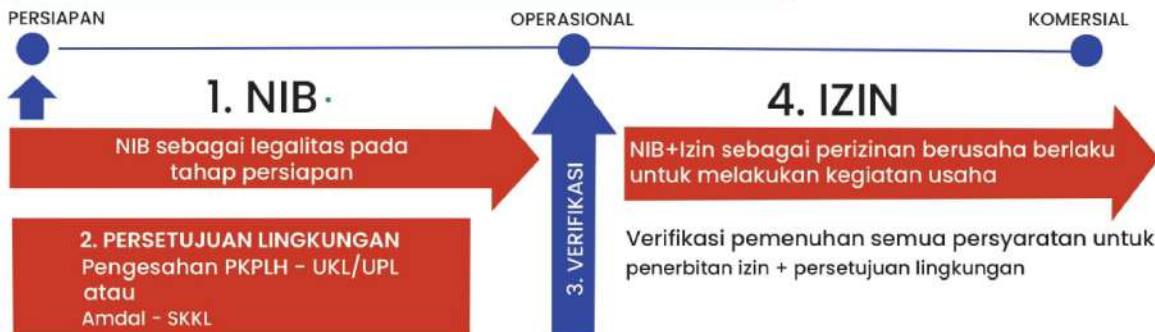 PERSIAPAN
OPERASIONAL
KOMERSIAL
1. NIB
NIB sebagai legalitas pada
tahap persiapan
2. PERSETUJUAN LINGKUNGAN
Pengesahan PKPLH - UKL/UPL
atau
Amdal - SKKL
3. VERIFIKASI
4. IZIN
NIB+Izin sebagai perizinan berusaha berlaku
untuk melakukan kegiatan usaha
Verifikasi pemenuhan semua persyaratan untuk
penerbitan izin + persetujuan lingkungan